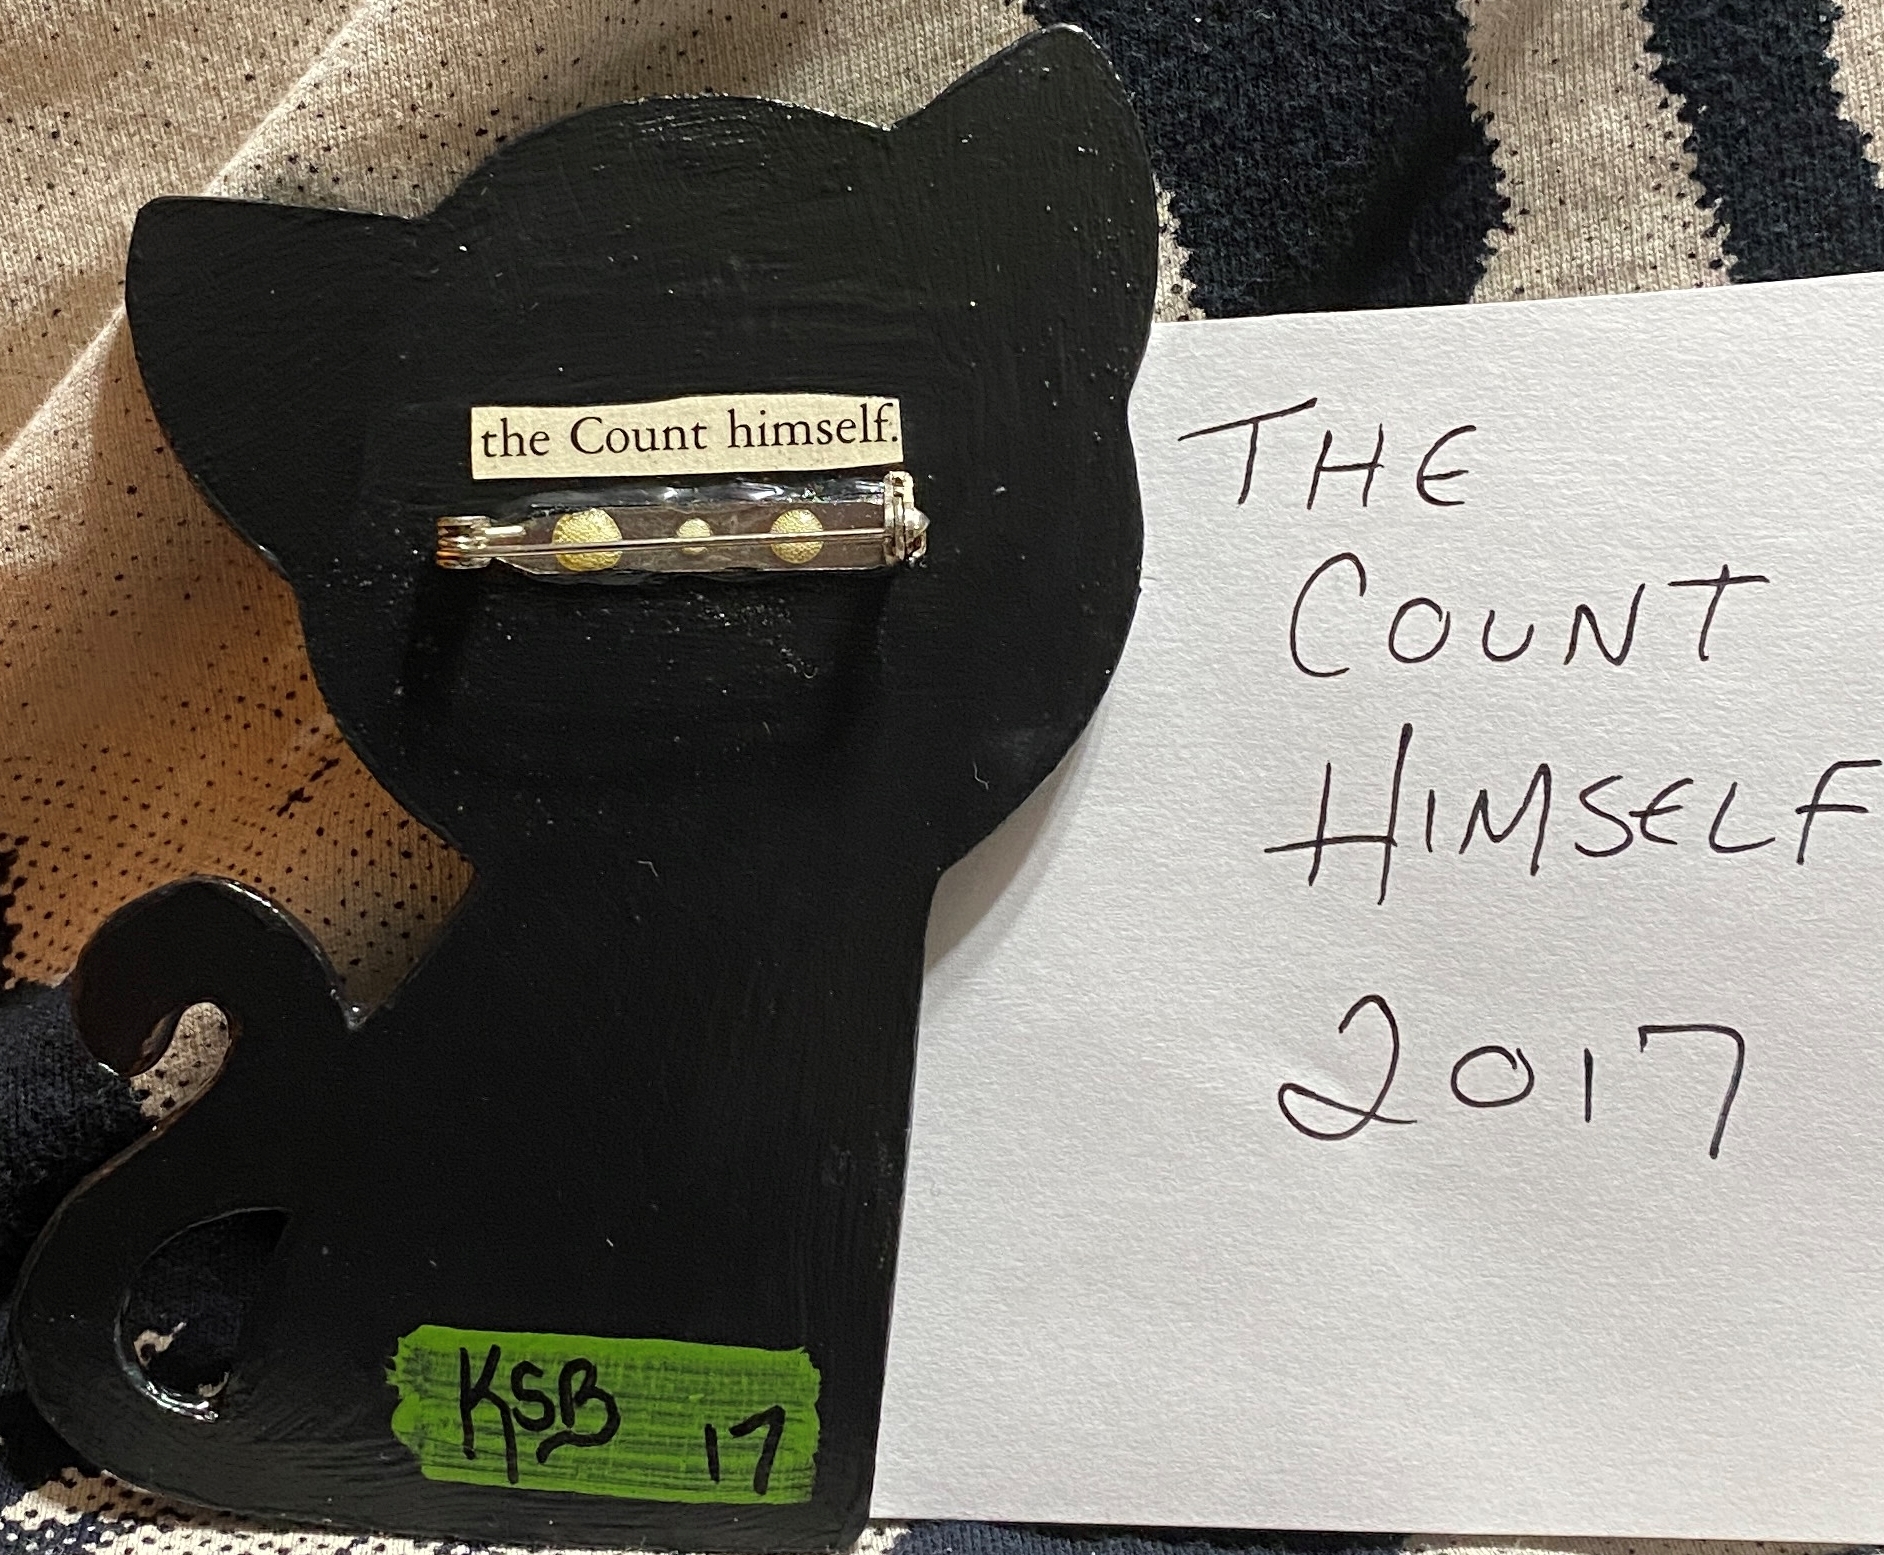 the Count himself.
KSB 17
THE
COUNT
HIMSELF
2017